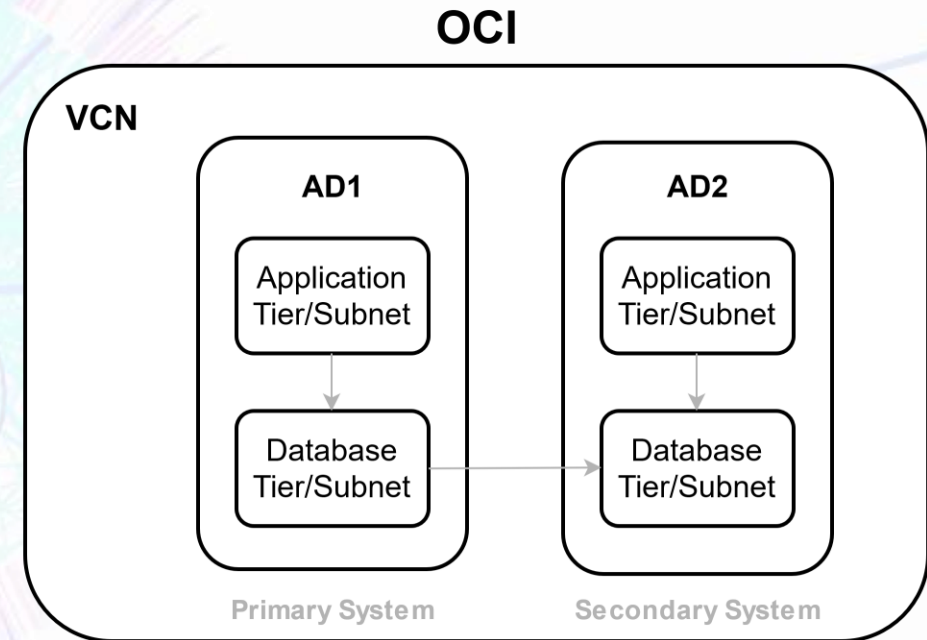 OCI
VCN
AD1
Application
Tier/Subnet
Database
Tier/Subnet
Primary System
AD2
Application
Tier/Subnet
Database
Tier/Subnet
Secondary System